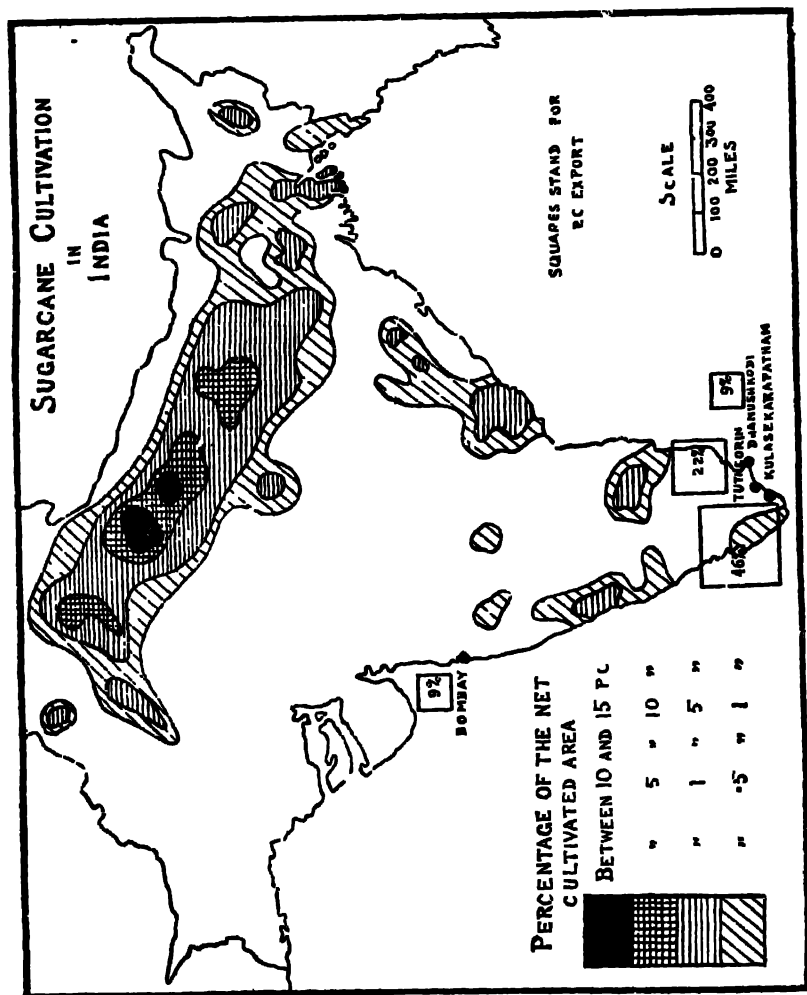 SUGARCANE CULTIVATION
IN
INDIA
SQUARES STAND FOR
PC EXPORT
SCALE
0 100 200 300 400
MILES
9%
22%
46%
9%
TUTICORIN
DHANUSHKODI
KULASEKARAPATNAM
BOMBAY
PERCENTAGE OF THE NET
CULTIVATED AREA
BETWEEN 10 AND 15 PC
" 5 " 10 "
" 1 " 5 "
" ·5 " 1 "